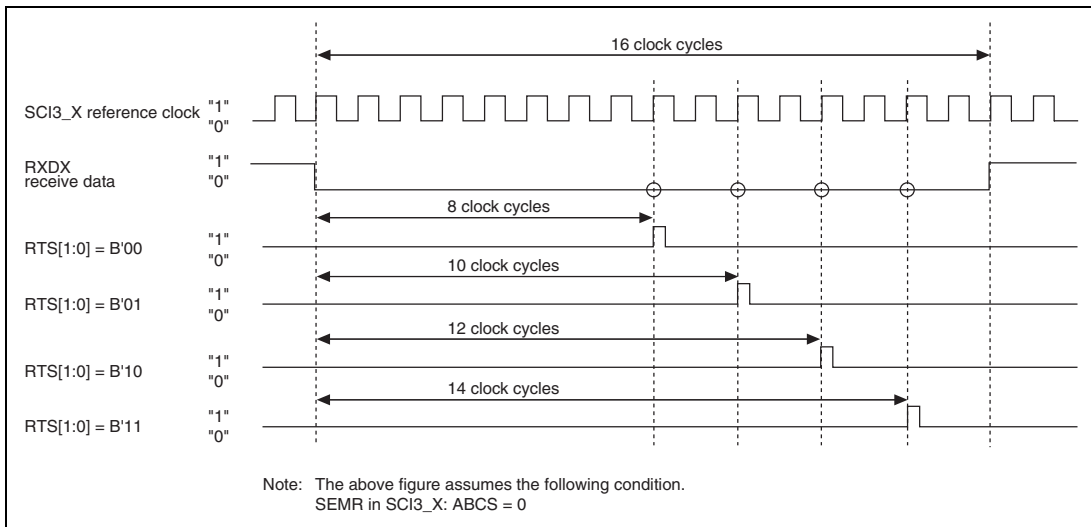 16 clock cycles
SCI3_X reference clock "1"
"0"
RXDX "1"
receive data "0"
8 clock cycles
RTS[1:0] = B'00 "1"
"0"
10 clock cycles
RTS[1:0] = B'01 "1"
"0"
12 clock cycles
RTS[1:0] = B'10 "1"
"0"
14 clock cycles
RTS[1:0] = B'11 "1"
"0"
Note: The above figure assumes the following condition.
SEMR in SCI3_X: ABCS = 0